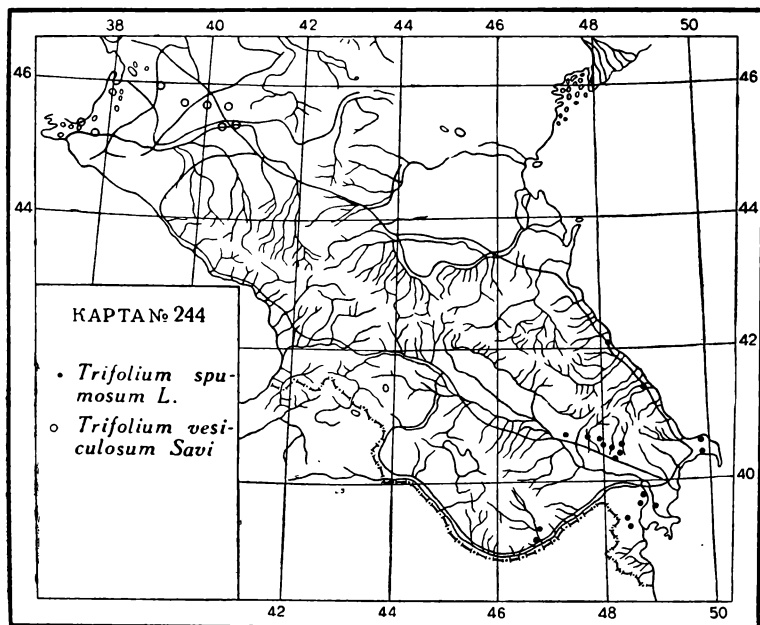 38 40 42 44 46 48 50
46 46
44 44
42
40 40
КАРТА № 244
• Trifolium spu-
mosum L.
○ Trifolium vesi-
culosum Savi
42 44 46 48 50